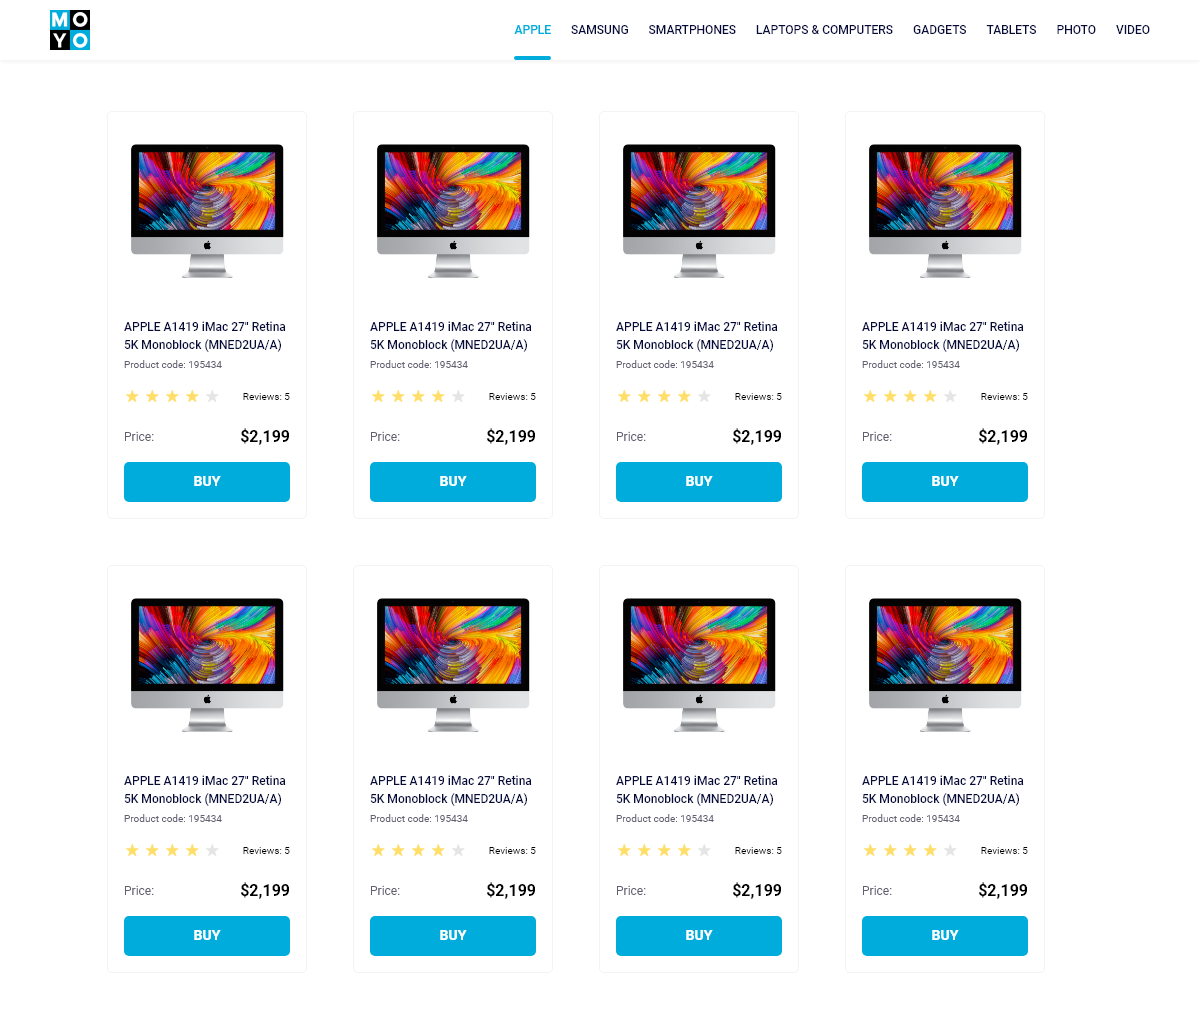 MO
YO
APPLE SAMSUNG SMARTPHONES LAPTOPS & COMPUTERS GADGETS TABLETS PHOTO VIDEO
APPLE A1419 iMac 27" Retina
5K Monoblock (MNED2UA/A)
Product code: 195434
Reviews: 5
Price: $2,199
BUY
APPLE A1419 iMac 27" Retina
5K Monoblock (MNED2UA/A)
Product code: 195434
Reviews: 5
Price: $2,199
BUY
APPLE A1419 iMac 27" Retina
5K Monoblock (MNED2UA/A)
Product code: 195434
Reviews: 5
Price: $2,199
BUY
APPLE A1419 iMac 27" Retina
5K Monoblock (MNED2UA/A)
Product code: 195434
Reviews: 5
Price: $2,199
BUY
APPLE A1419 iMac 27" Retina
5K Monoblock (MNED2UA/A)
Product code: 195434
Reviews: 5
Price: $2,199
BUY
APPLE A1419 iMac 27" Retina
5K Monoblock (MNED2UA/A)
Product code: 195434
Reviews: 5
Price: $2,199
BUY
APPLE A1419 iMac 27" Retina
5K Monoblock (MNED2UA/A)
Product code: 195434
Reviews: 5
Price: $2,199
BUY
APPLE A1419 iMac 27" Retina
5K Monoblock (MNED2UA/A)
Product code: 195434
Reviews: 5
Price: $2,199
BUY